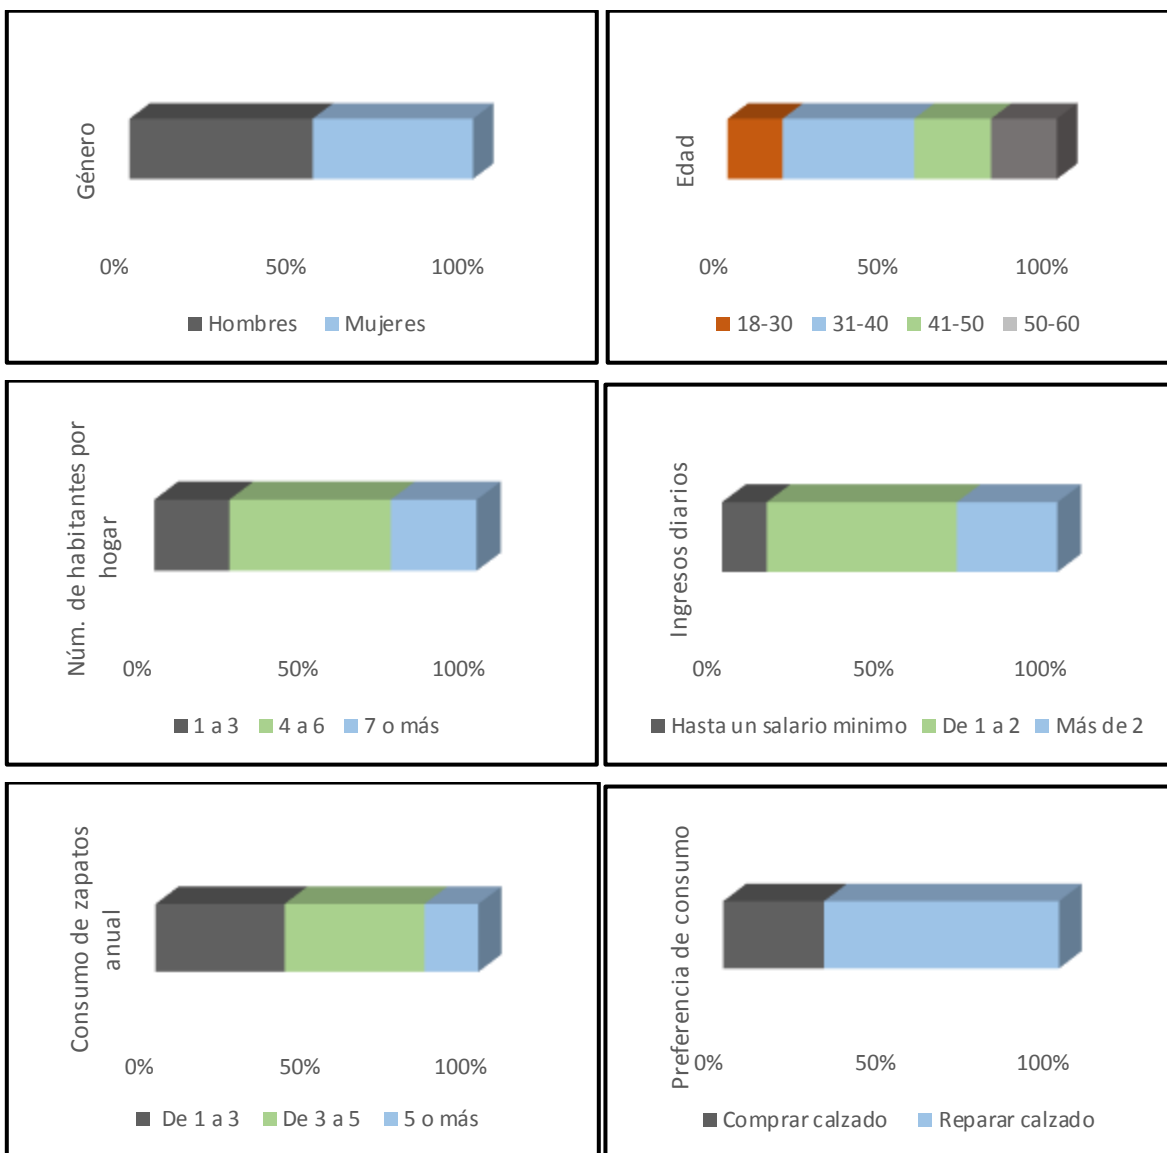 Género
0% 50% 100%
Hombres Mujeres
Edad
0% 50% 100%
18-30 31-40 41-50 50-60
Núm. de habitantes por
hogar
0% 50% 100%
1 a 3 4 a 6 7 o más
Ingresos diarios
0% 50% 100%
Hasta un salario minimo De 1 a 2 Más de 2
Consumo de zapatos
anual
0% 50% 100%
De 1 a 3 De 3 a 5 5 o más
Preferencia de consumo
0% 50% 100%
Comprar calzado Reparar calzado